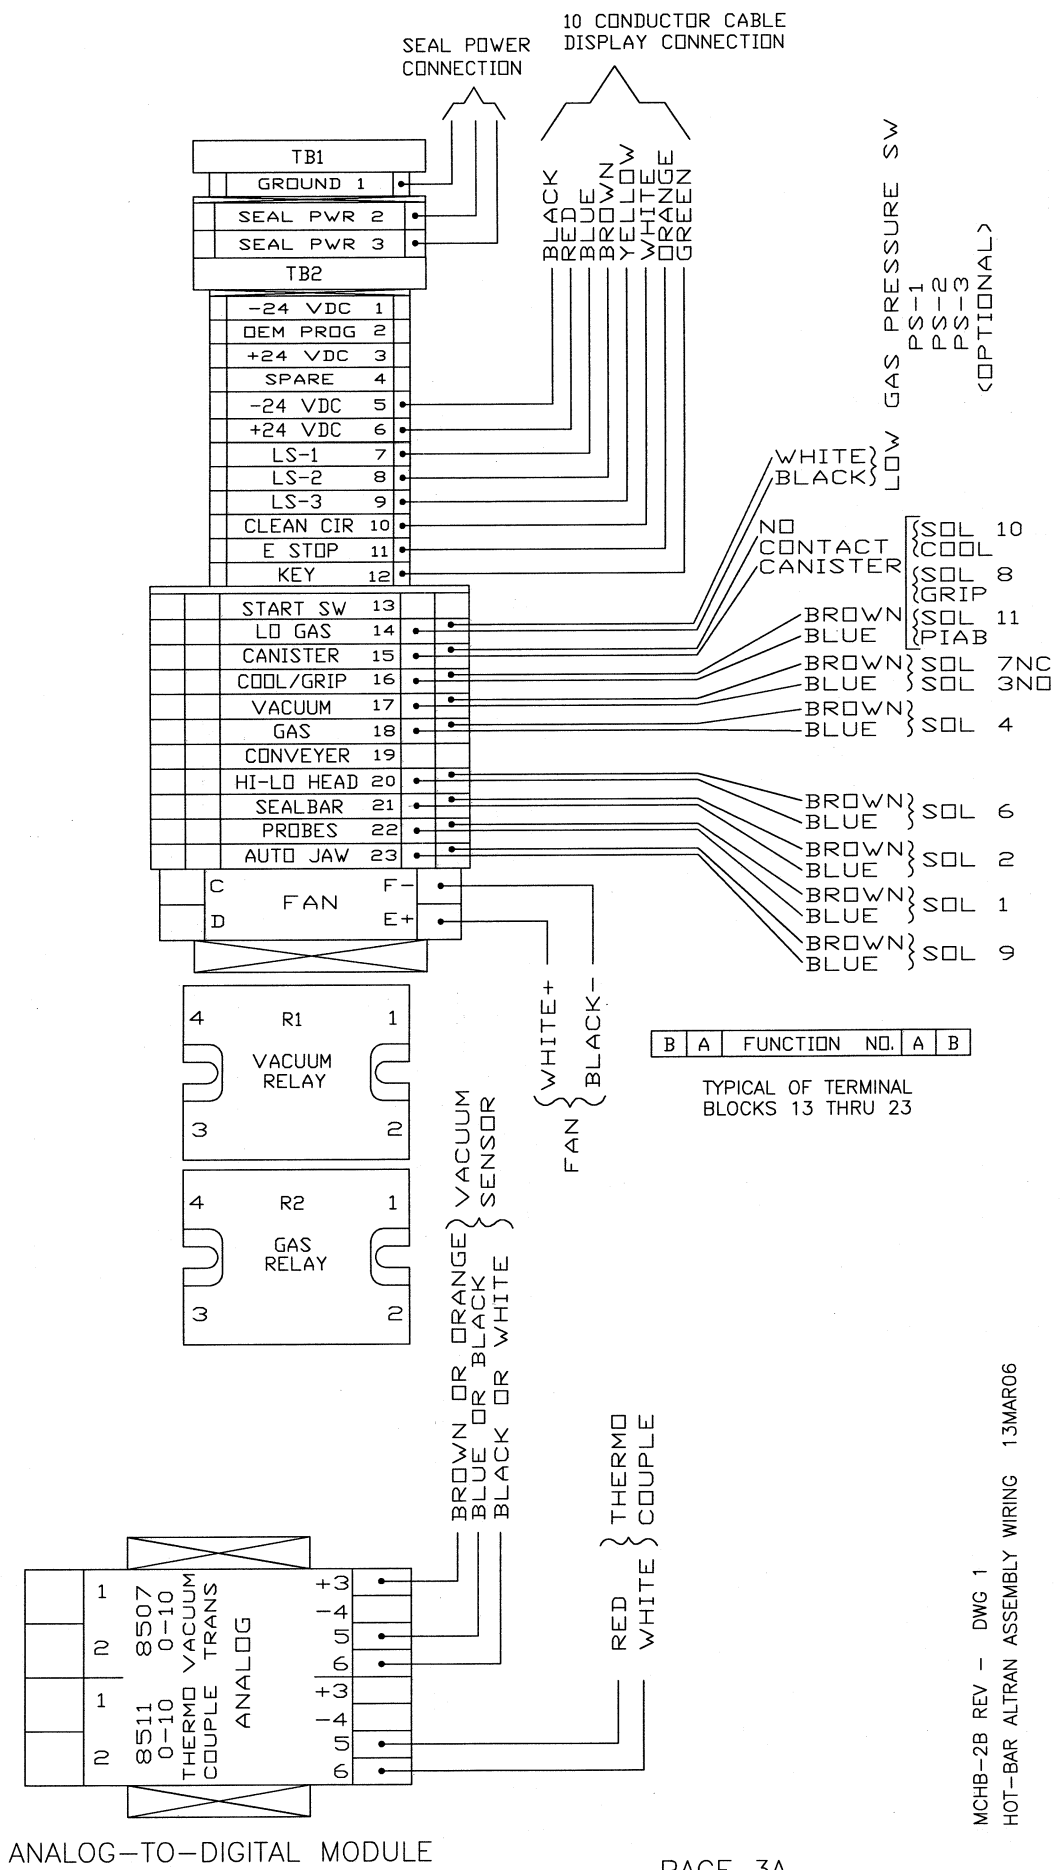 10 CONDUCTOR CABLE
DISPLAY CONNECTION
SEAL POWER
CONNECTION
TB1
GROUND 1
SEAL PWR 2
SEAL PWR 3
TB2
-24 VDC 1
OEM PROG 2
+24 VDC 3
SPARE 4
-24 VDC 5
+24 VDC 6
LS-1 7
LS-2 8
LS-3 9
CLEAN CIR 10
E STOP 11
KEY 12
START SW 13
LO GAS 14
CANISTER 15
COOL/GRIP 16
VACUUM 17
GAS 18
CONVEYER 19
HI-LO HEAD 20
SEALBAR 21
PROBES 22
AUTO JAW 23
C
D
FAN
F-
E+
BLACK
RED
BLUE
BROWN
YELLOW
WHITE
ORANGE
GREEN
LOW GAS PRESSURE SW
PS-1
PS-2
PS-3
(OPTIONAL)
WHITE
BLACK
NO
CONTACT
CANISTER
SOL 10
COOL
SOL 8
GRIP
BROWN SOL 11
BLUE PIAB
BROWN SOL 7NC
BLUE SOL 3NO
BROWN
BLUE
SOL 4
BROWN
BLUE
SOL 6
BROWN
BLUE
SOL 2
BROWN
BLUE
SOL 1
BROWN
BLUE
SOL 9
WHITE+
BLACK-
FAN
B A FUNCTION NO. A B
TYPICAL OF TERMINAL
BLOCKS 13 THRU 23
4 R1 1
VACUUM
RELAY
3 2
4 R2 1
GAS
RELAY
3 2
VACUUM
SENSOR
BROWN OR ORANGE
BLUE OR BLACK
BLACK OR WHITE
THERMO
COUPLE
RED
WHITE
1
2
1
2
8507
0-10
VACUUM
TRANS
8511
0-10
THERMO
COUPLE
ANALOG
+3
-4
5
6
+3
-4
5
6
MCHB-2B REV - DWG 1
HOT-BAR ALTRAN ASSEMBLY WIRING 13MAR06
ANALOG-TO-DIGITAL MODULE
PAGE 3A